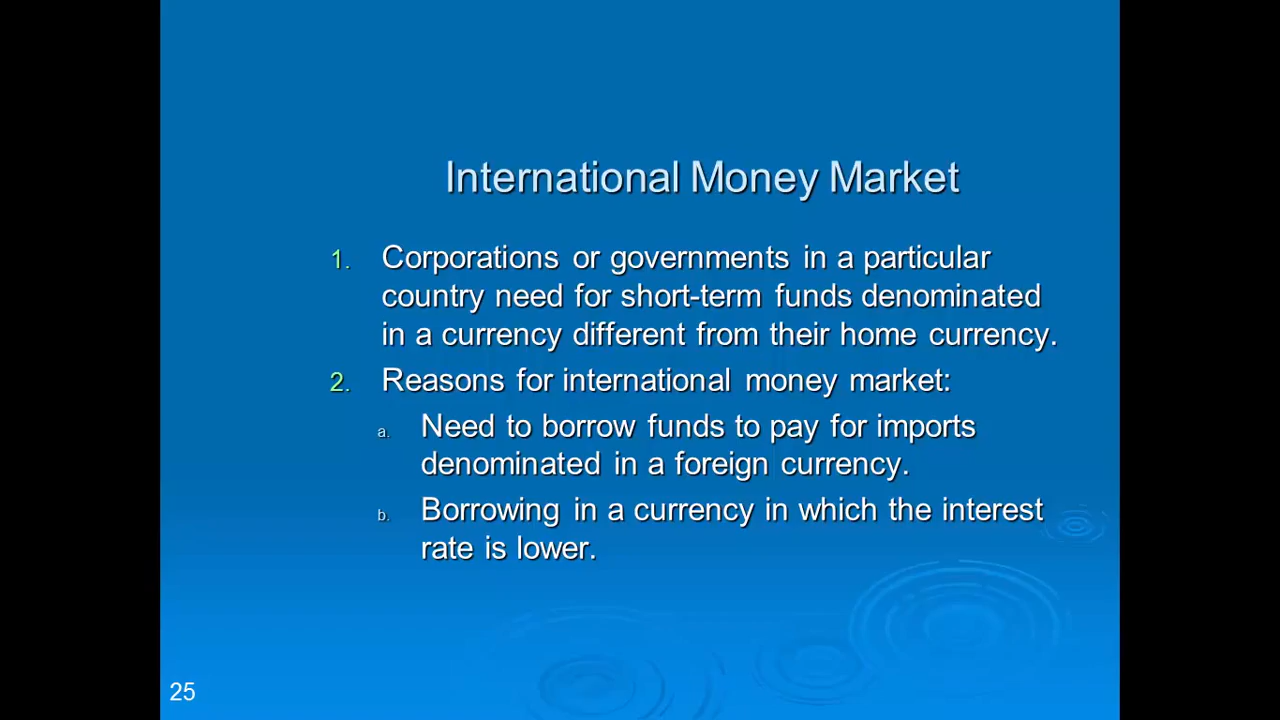 International Money Market
1. Corporations or governments in a particular
country need for short-term funds denominated
in a currency different from their home currency.
2. Reasons for international money market:
a. Need to borrow funds to pay for imports
denominated in a foreign currency.
b. Borrowing in a currency in which the interest
rate is lower.
25